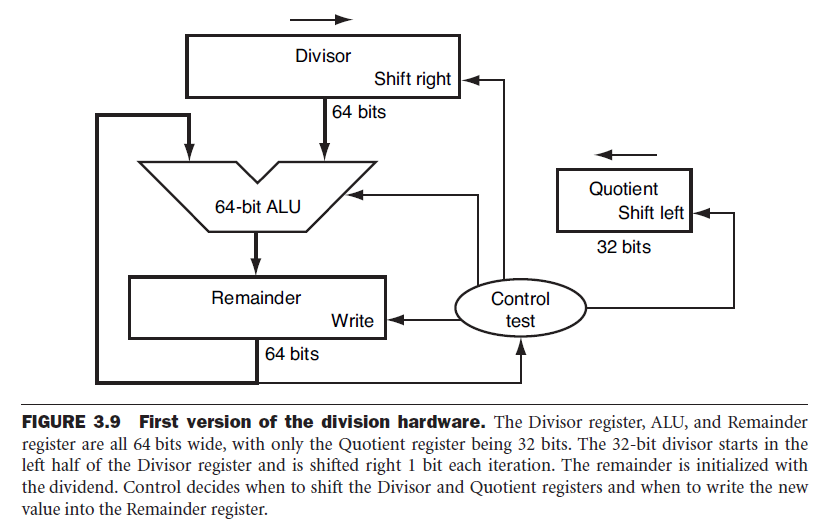 Divisor
Shift right
64 bits
Quotient
Shift left
32 bits
64-bit ALU
Remainder
Write
Control
test
64 bits
FIGURE 3.9 First version of the division hardware. The Divisor register, ALU, and Remainder
register are all 64 bits wide, with only the Quotient register being 32 bits. The 32-bit divisor starts in the
left half of the Divisor register and is shifted right 1 bit each iteration. The remainder is initialized with
the dividend. Control decides when to shift the Divisor and Quotient registers and when to write the new
value into the Remainder register.